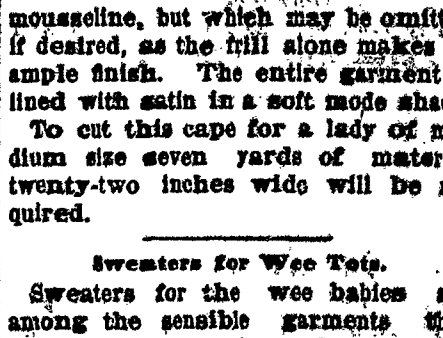 mousseline, but which may be omit
if desired, as the frill alone makes
ample finish. The entire garment
lined with satin in a soft mode sha
To cut this cape for a lady of m
dium size seven yards of mater
twenty-two inches wide will be r
quired.
Sweaters for Wee Tots.
Sweaters for the wee babies a
among the sensible garments th